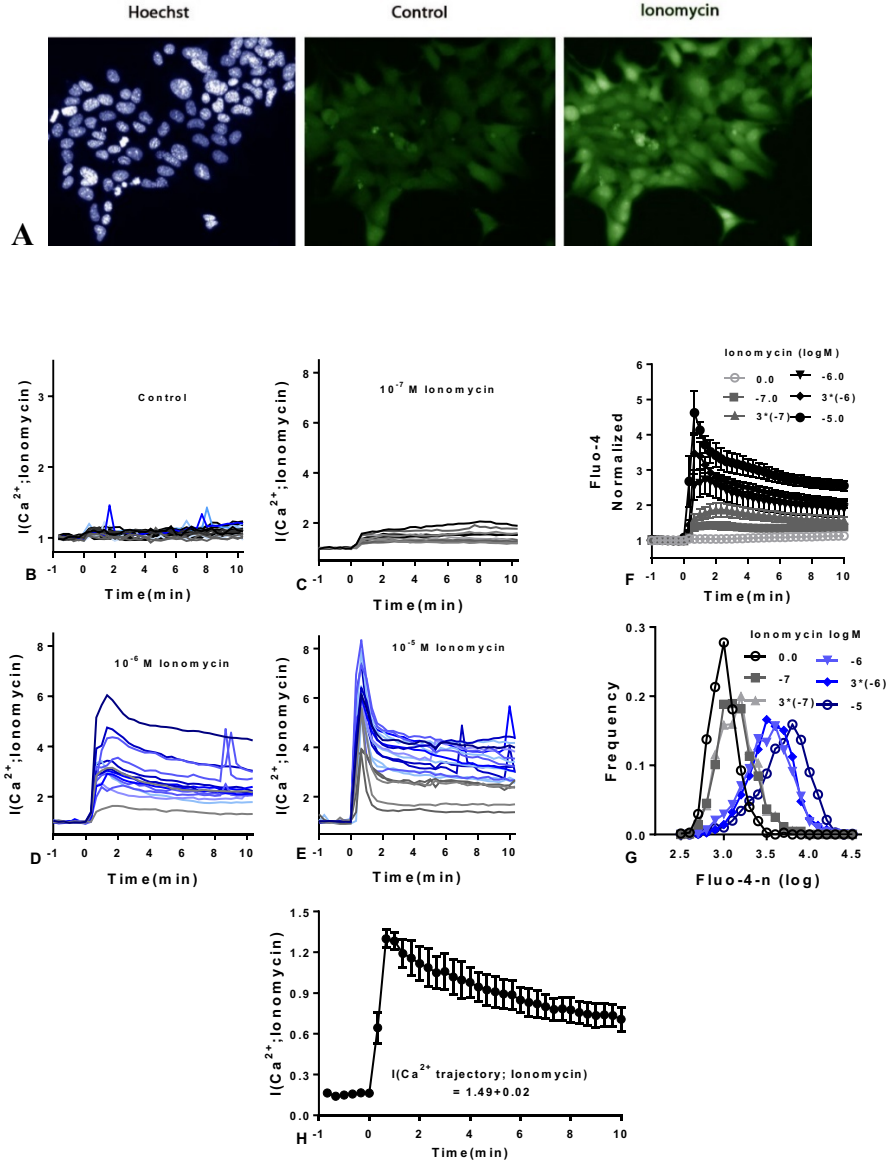 Hoechst
Control
Ionomycin
A
I(Ca2+;Ionomycin)
3
2
1
Control
-1 0 2 4 6 8 10
B
Time(min)
I(Ca2+;Ionomycin)
8
6
4
2
10-7 M Ionomycin
-1 0 2 4 6 8 10
C
Time(min)
Ionomycin (logM)
0.0
-7.0
3*(-7)
-6.0
3*(-6)
-5.0
Fluo-4
Normalized
6
5
4
3
2
1
-1 0 2 4 6 8 10
F
Time(min)
I(Ca2+;Ionomycin)
8
6
4
2
10-6 M Ionomycin
0 2 4 6 8 10
D -1
Time(min)
I(Ca2+;Ionomycin)
8
6
4
2
10-5 M Ionomycin
-1 0 2 4 6 8 10
E
Time(min)
Ionomycin logM
0.0
-7
3*(-7)
-6
3*(-6)
-5
Frequency
0.3
0.2
0.1
0.0
2.5 3.0 3.5 4.0 4.5
G
Fluo-4-n (log)
I(Ca2+;Ionomycin)
1.5
1.2
0.9
0.6
0.3
0.0
I(Ca2+ trajectory; Ionomycin)
= 1.49+0.02
H -1 0 2 4 6 8 10
Time(min)